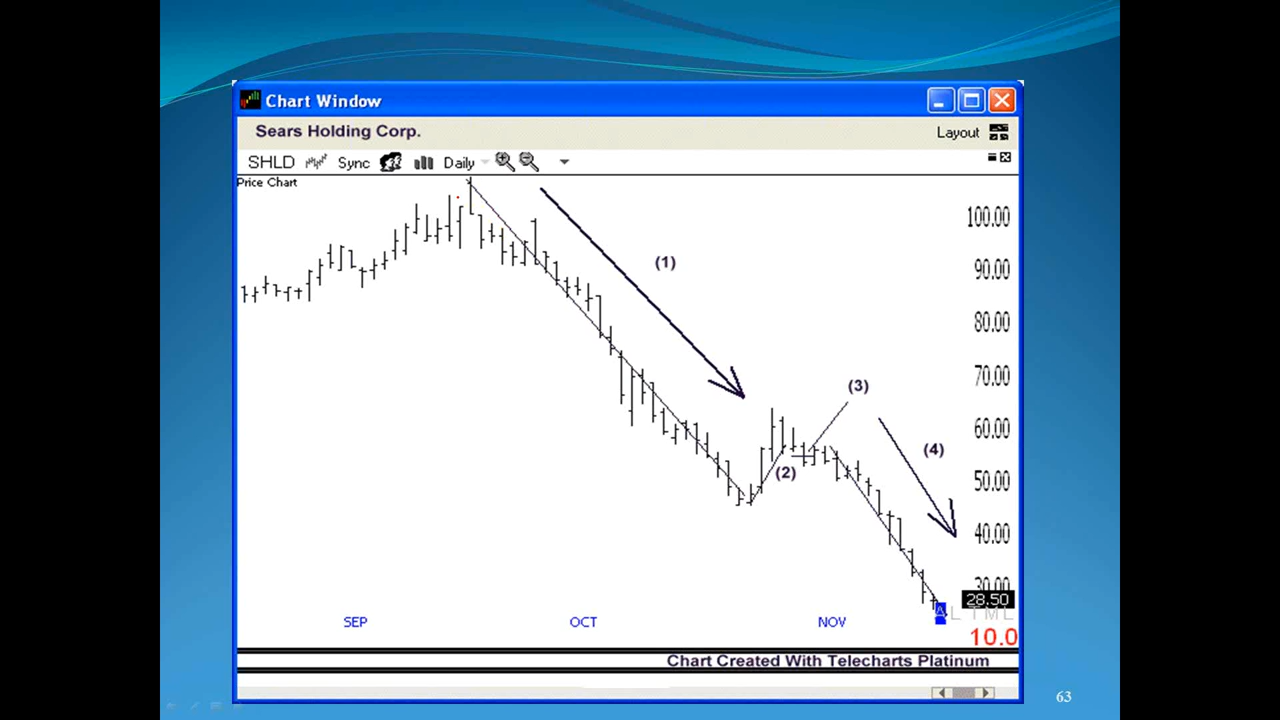 Chart Window
Sears Holding Corp.
Layout
SHLD Sync Daily
Price Chart
100.00
(1)
90.00
80.00
70.00
(3)
60.00
(4)
(2)
50.00
40.00
30.00
28.50
SEP OCT NOV
10.0
Chart Created With Telecharts Platinum
63